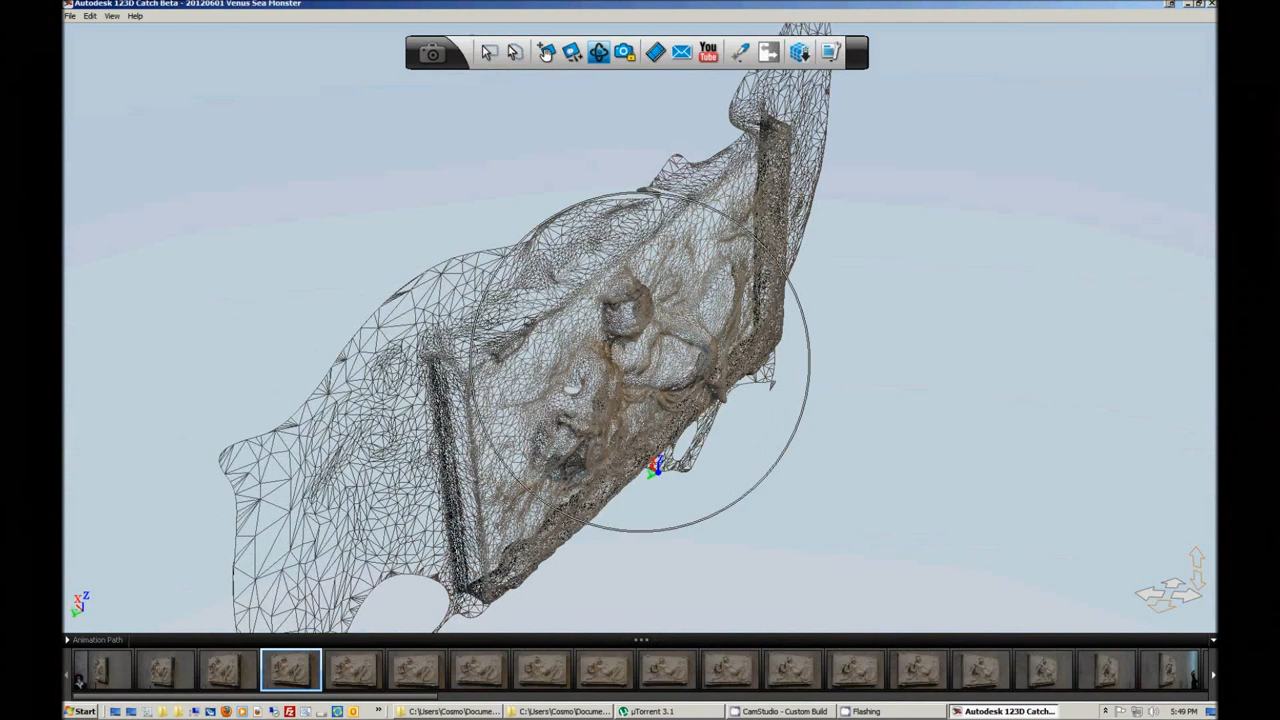 Autodesk 123D Catch Beta - 20120601 Venus Sea Monster
File Edit View Help
You
Tube
Z
X Z
Animation Path
Start
»
C:\Users\Cosmo\Docume...
C:\Users\Cosmo\Docume...
µTorrent 3.1
CamStudio - Custom Build
Flashing
Autodesk 123D Catch...
5:49 PM